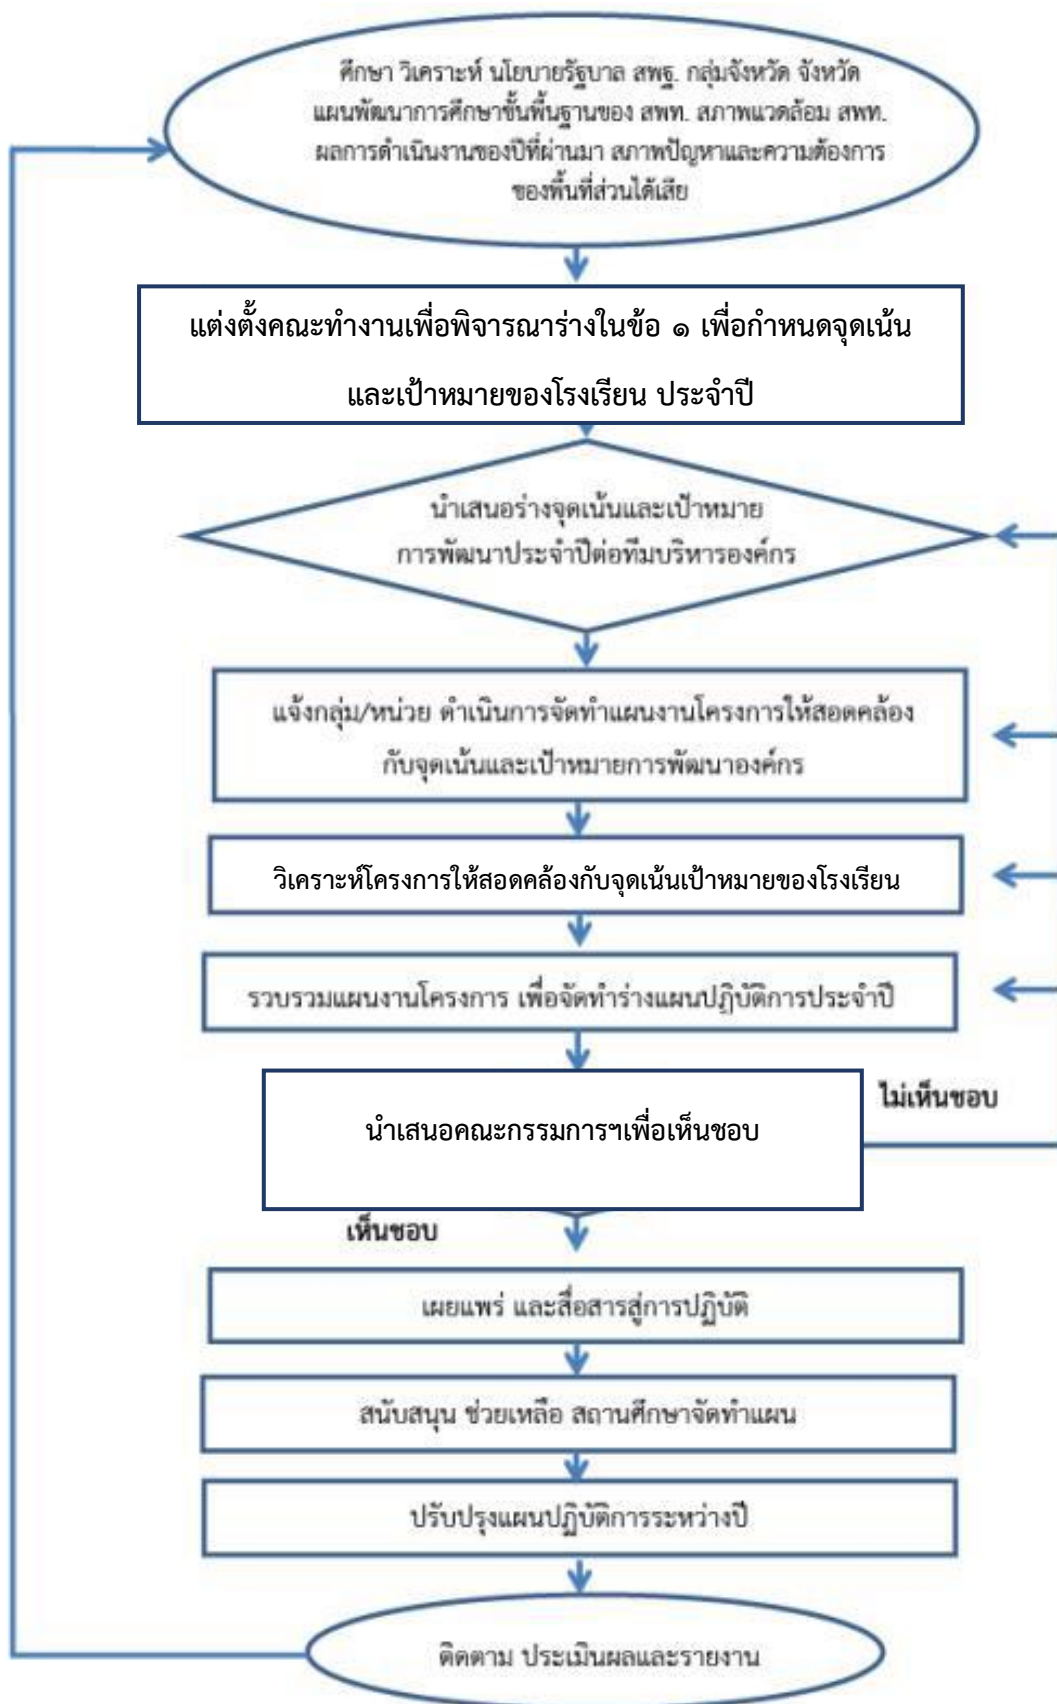 ศึกษา วิเคราะห์ นโยบายรัฐบาล สพฐ. กลุ่มจังหวัด จังหวัด
แผนพัฒนาการศึกษาขั้นพื้นฐานของ สพท. สภาพแวดล้อม สพท.
ผลการดำเนินงานของปีที่ผ่านมา สภาพปัญหาและความต้องการ
ของพื้นที่ส่วนได้เสีย
แต่งตั้งคณะทำงานเพื่อพิจารณาร่างในข้อ ๑ เพื่อกำหนดจุดเน้น
และเป้าหมายของโรงเรียน ประจำปี
นำเสนอร่างจุดเน้นและเป้าหมาย
การพัฒนาประจำปีต่อทีมบริหารองค์กร
แจ้งกลุ่ม/หน่วย ดำเนินการจัดทำแผนงานโครงการให้สอดคล้อง
กับจุดเน้นและเป้าหมายการพัฒนาองค์กร
วิเคราะห์โครงการให้สอดคล้องกับจุดเน้นเป้าหมายของโรงเรียน
รวบรวมแผนงานโครงการ เพื่อจัดทำร่างแผนปฏิบัติการประจำปี
ไม่เห็นชอบ
นำเสนอคณะกรรมการฯเพื่อเห็นชอบ
เห็นชอบ
เผยแพร่ และสื่อสารสู่การปฏิบัติ
สนับสนุน ช่วยเหลือ สถานศึกษาจัดทำแผน
ปรับปรุงแผนปฏิบัติการระหว่างปี
ติดตาม ประเมินผลและรายงาน